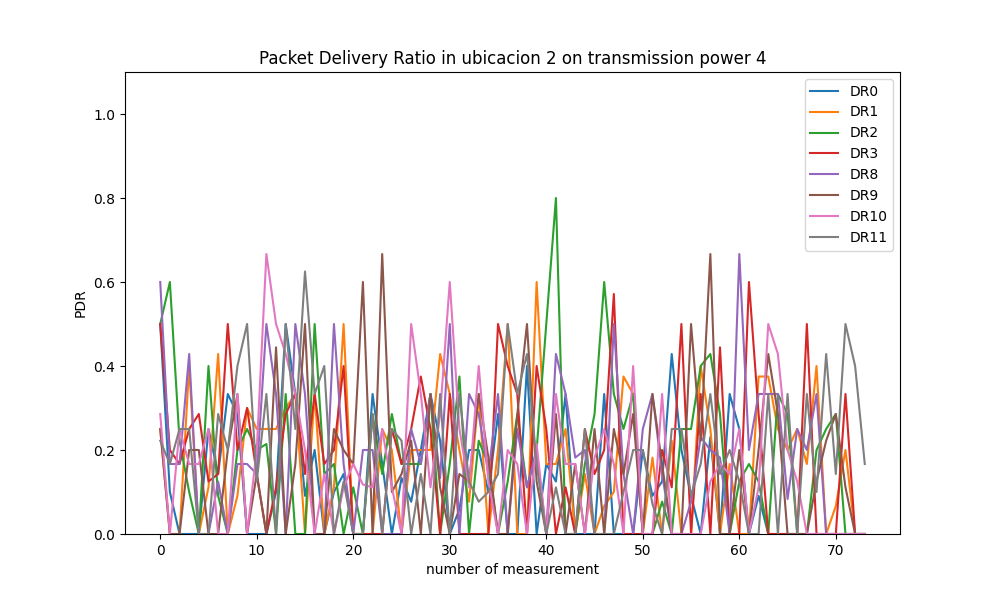 Packet Delivery Ratio in ubicacion 2 on transmission power 4
1.0
0.8
0.6
0.4
0.2
0.0
PDR
DR0
DR1
DR2
DR3
DR8
DR9
DR10
DR11
0 10 20 30 40 50 60 70
number of measurement